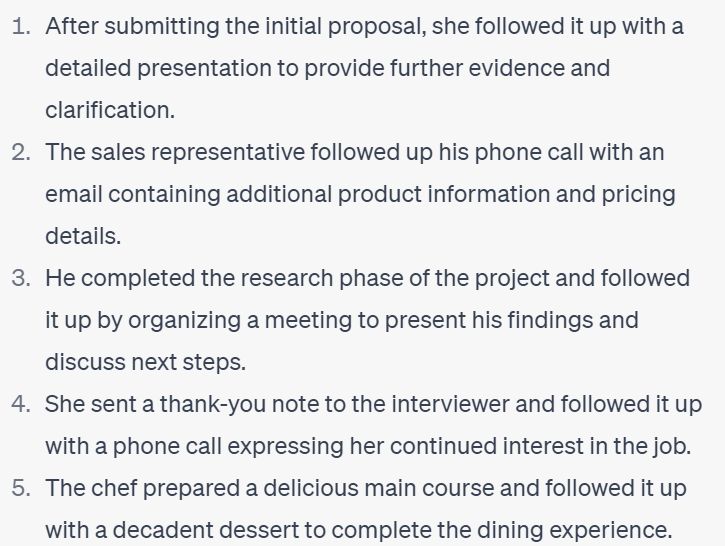 1. After submitting the initial proposal, she followed it up with a
detailed presentation to provide further evidence and
clarification.
2. The sales representative followed up his phone call with an
email containing additional product information and pricing
details.
3. He completed the research phase of the project and followed
it up by organizing a meeting to present his findings and
discuss next steps.
4. She sent a thank-you note to the interviewer and followed it up
with a phone call expressing her continued interest in the job.
5. The chef prepared a delicious main course and followed it up
with a decadent dessert to complete the dining experience.